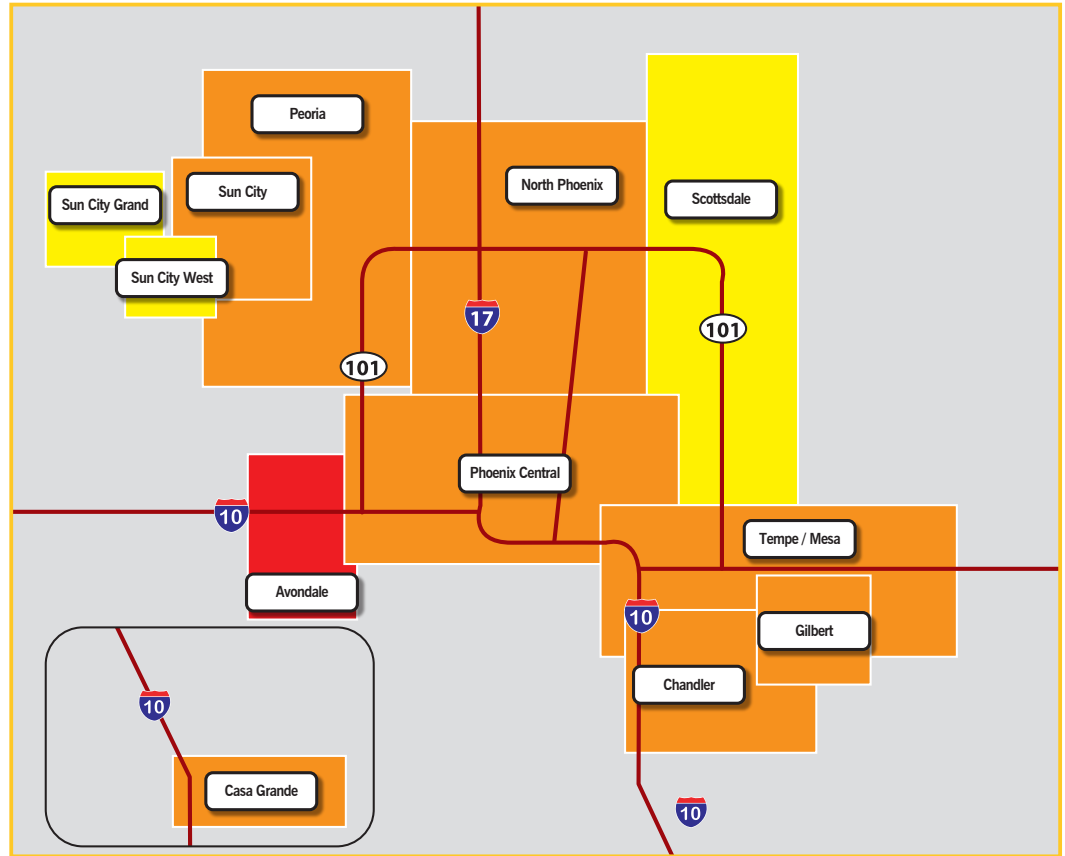 Peoria
North Phoenix
Sun City
Scottsdale
Sun City Grand
Sun City West
17
101
101
Phoenix Central
10
Tempe / Mesa
Avondale
10
Gilbert
Chandler
10
Casa Grande
10